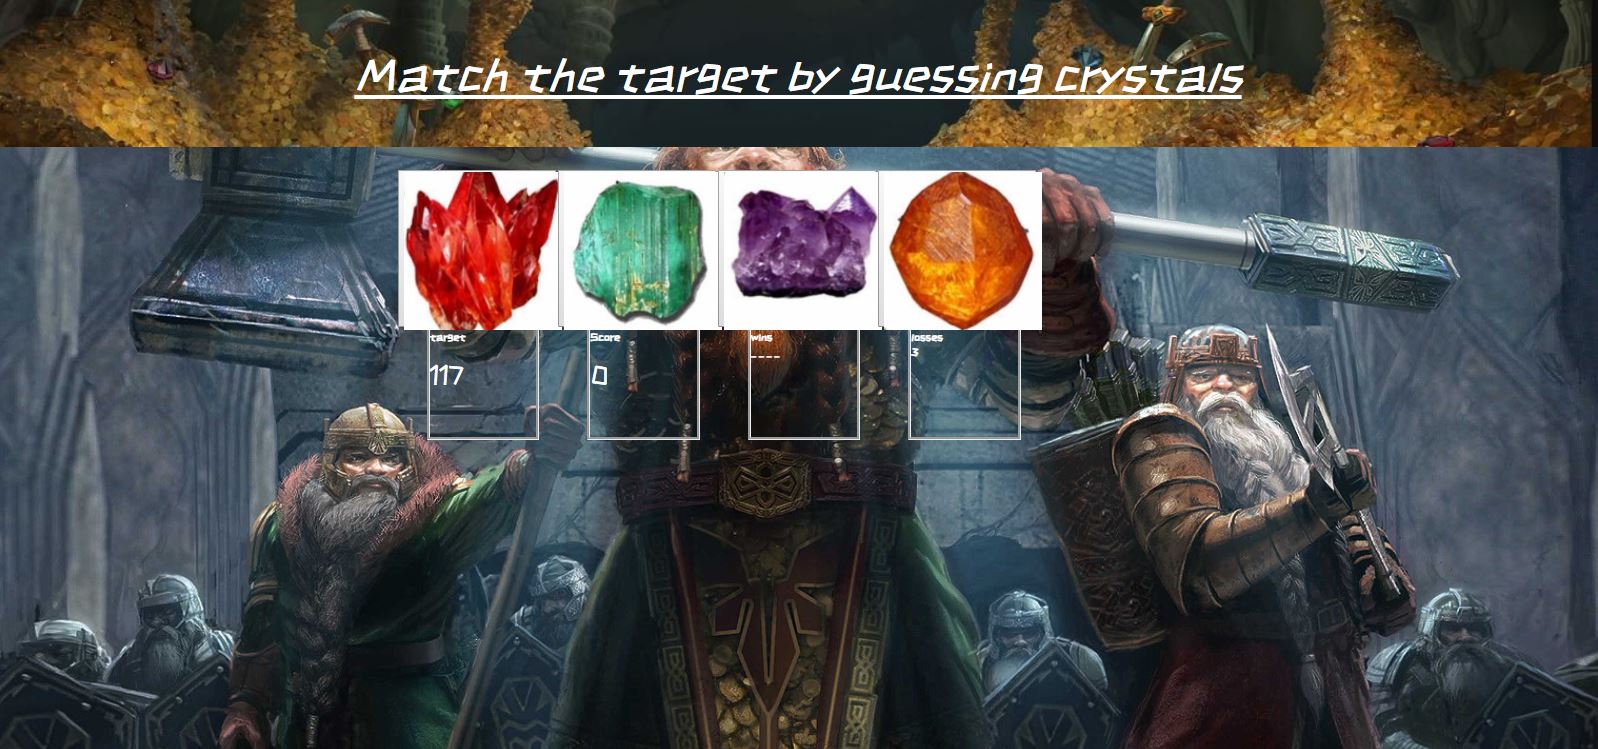 Match the target by guessing crystals
target
Score
wins
losses
117
0
----
3